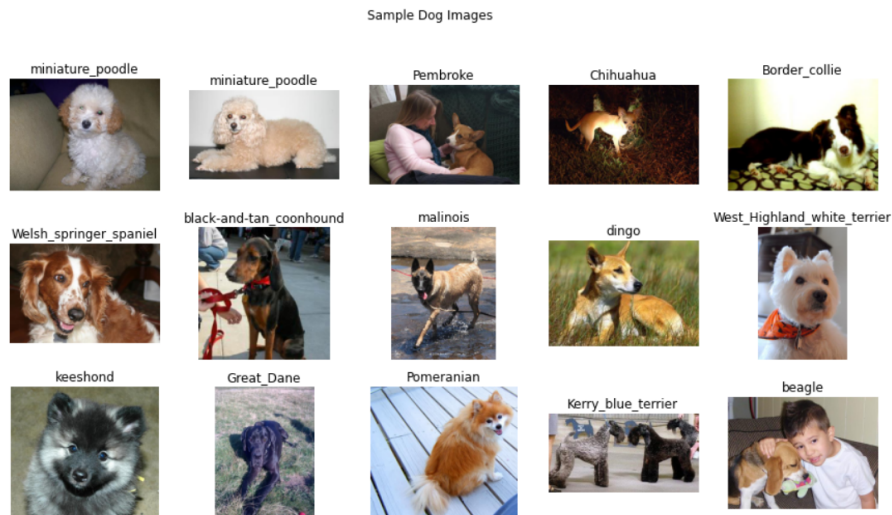 Sample Dog Images
miniature_poodle
miniature_poodle
Pembroke
Chihuahua
Border_collie
Welsh_springer_spaniel
black-and-tan_coonhound
malinois
dingo
West_Highland_white_terrier
keeshond
Great_Dane
Pomeranian
Kerry_blue_terrier
beagle